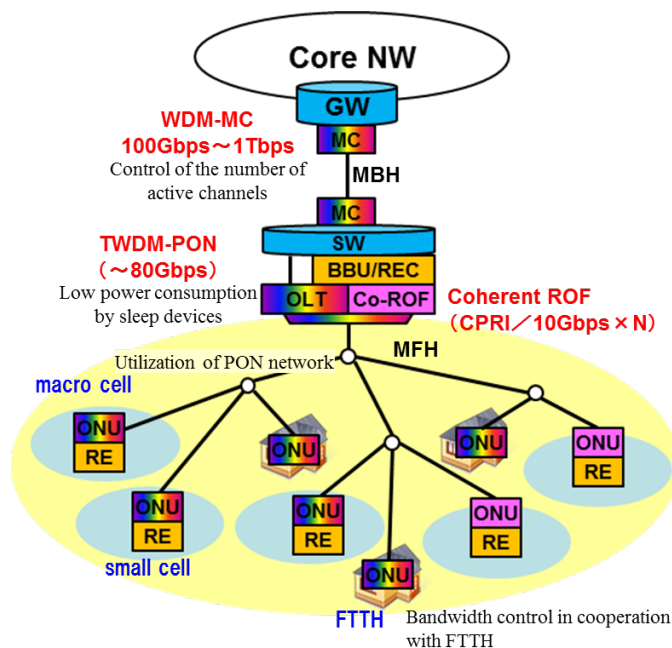 Core NW
GW
WDM-MC
100Gbps～1Tbps
Control of the number of
active channels
MC
MBH
MC
SW
TWDM-PON
（～80Gbps）
Low power consumption
by sleep devices
BBU/REC
OLT
Co-ROF
Coherent ROF
（CPRI／10Gbps×N）
MFH
Utilization of PON network
macro cell
ONU
RE
ONU
ONU
ONU
RE
ONU
RE
small cell
ONU
RE
ONU
RE
ONU
FTTH
Bandwidth control in cooperation
with FTTH